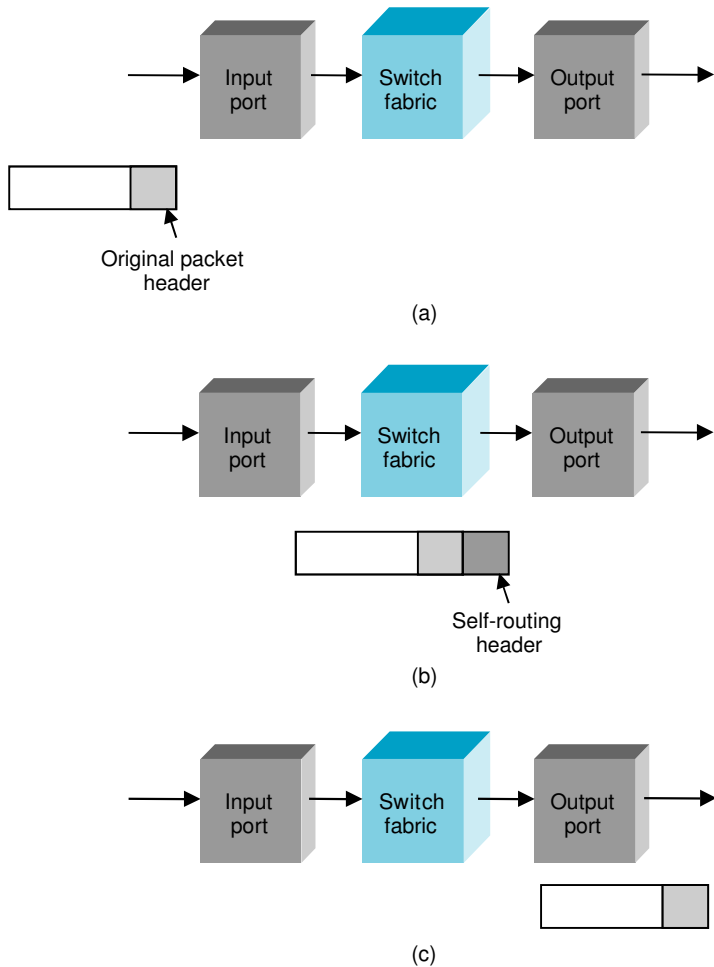 Input
port
Switch
fabric
Output
port
Original packet
header
(a)
Input
port
Switch
fabric
Output
port
Self-routing
header
(b)
Input
port
Switch
fabric
Output
port
(c)